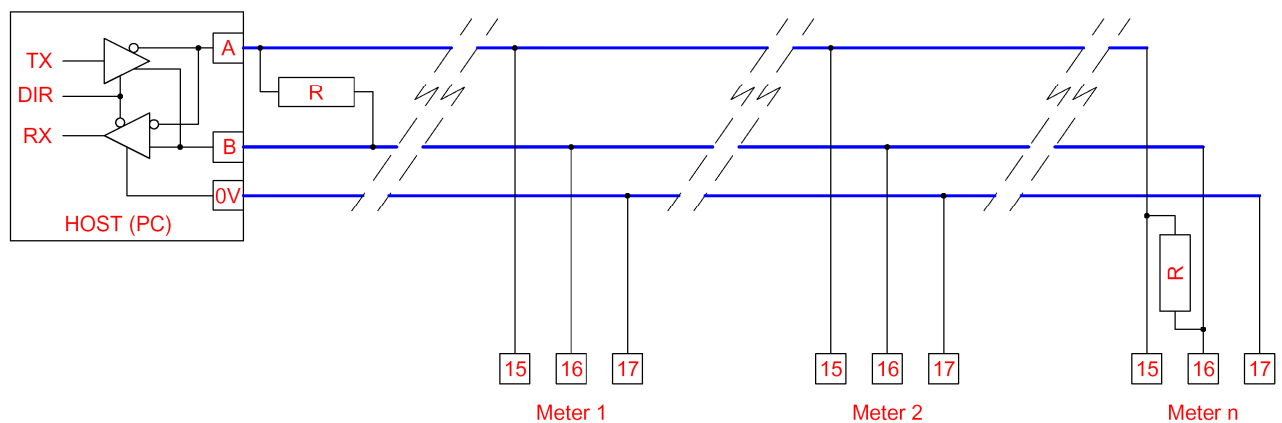 TX
DIR
RX
A
B
0V
HOST (PC)
R
15
16
17
Meter 1
15
16
17
Meter 2
R
15
16
17
Meter n